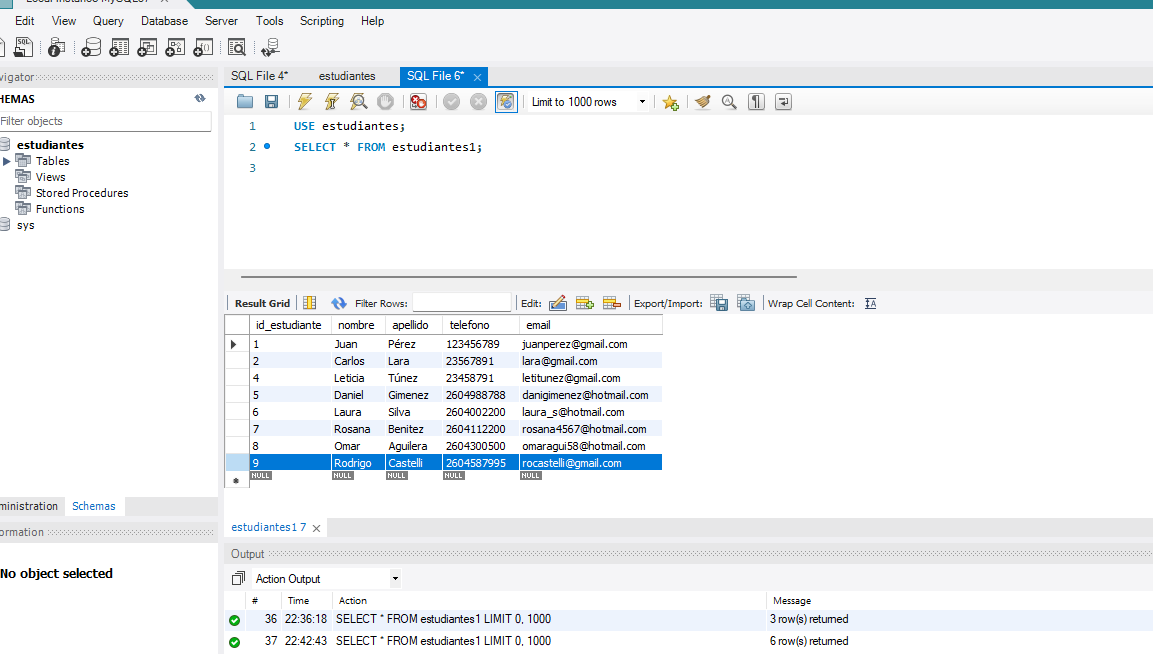 Edit View Query Database Server Tools Scripting Help
SQL File 4* estudiantes SQL File 6*
Limit to 1000 rows
HEMAS
Filter objects
estudiantes
Tables
Views
Stored Procedures
Functions
sys
1 USE estudiantes;
2 SELECT * FROM estudiantes1;
3
Result Grid Filter Rows: Edit: Export/Import: Wrap Cell Content:
id_estudiante nombre apellido telefono email
1 Juan Pérez 123456789 juanperez@gmail.com
2 Carlos Lara 23567891 lara@gmail.com
4 Leticia Túnez 23458791 letitunez@gmail.com
5 Daniel Gimenez 2604988788 danigimenez@hotmail.com
6 Laura Silva 2604002200 laura_s@hotmail.com
7 Rosana Benitez 2604112200 rosana4567@hotmail.com
8 Omar Aguilera 2604300500 omaragui58@hotmail.com
9 Rodrigo Castelli 2604587995 rocastelli@gmail.com
NULL NULL NULL NULL NULL
ministration Schemas
ormation
No object selected
estudiantes1 7
Output
Action Output
# Time Action Message
36 22:36:18 SELECT * FROM estudiantes1 LIMIT 0, 1000 3 row(s) returned
37 22:42:43 SELECT * FROM estudiantes1 LIMIT 0, 1000 6 row(s) returned